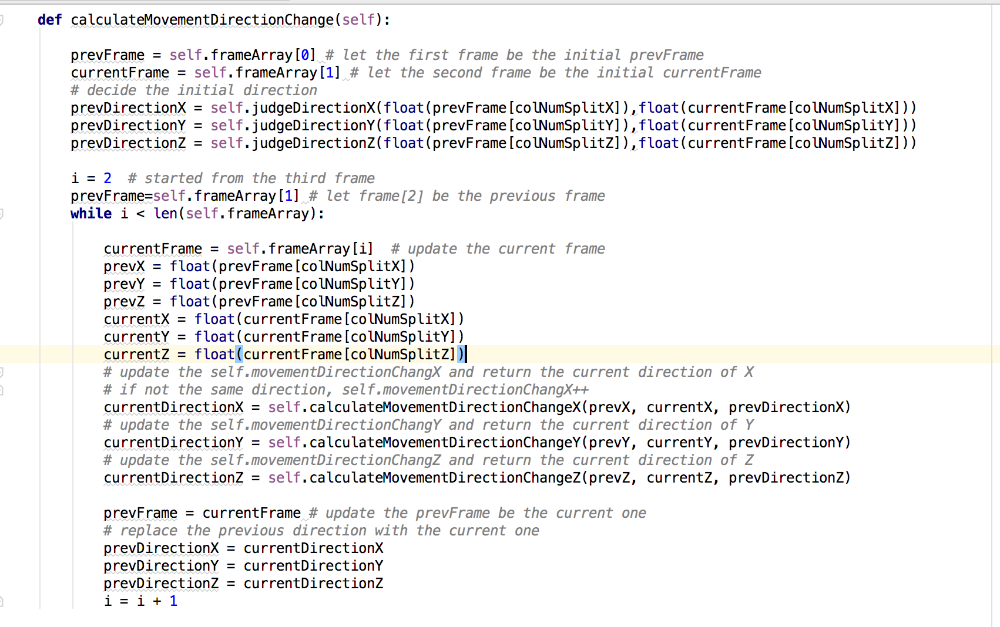 def calculateMovementDirectionChange(self):
prevFrame = self.frameArray[0] # let the first frame be the initial prevFrame
currentFrame = self.frameArray[1] # let the second frame be the initial currentFrame
# decide the initial direction
prevDirectionX = self.judgeDirectionX(float(prevFrame[colNumSplitX]),float(currentFrame[colNumSplitX]))
prevDirectionY = self.judgeDirectionY(float(prevFrame[colNumSplitY]),float(currentFrame[colNumSplitY]))
prevDirectionZ = self.judgeDirectionZ(float(prevFrame[colNumSplitZ]),float(currentFrame[colNumSplitZ]))
i = 2  # started from the third frame
prevFrame=self.frameArray[1] # let frame[2] be the previous frame
while i < len(self.frameArray):
currentFrame = self.frameArray[i]  # update the current frame
prevX = float(prevFrame[colNumSplitX])
prevY = float(prevFrame[colNumSplitY])
prevZ = float(prevFrame[colNumSplitZ])
currentX = float(currentFrame[colNumSplitX])
currentY = float(currentFrame[colNumSplitY])
currentZ = float(currentFrame[colNumSplitZ])
# update the self.movementDirectionChangX and return the current direction of X
# if not the same direction, self.movementDirectionChangX++
currentDirectionX = self.calculateMovementDirectionChangeX(prevX, currentX, prevDirectionX)
# update the self.movementDirectionChangY and return the current direction of Y
currentDirectionY = self.calculateMovementDirectionChangeY(prevY, currentY, prevDirectionY)
# update the self.movementDirectionChangZ and return the current direction of Z
currentDirectionZ = self.calculateMovementDirectionChangeZ(prevZ, currentZ, prevDirectionZ)
prevFrame = currentFrame # update the prevFrame be the current one
# replace the previous direction with the current one
prevDirectionX = currentDirectionX
prevDirectionY = currentDirectionY
prevDirectionZ = currentDirectionZ
i = i + 1